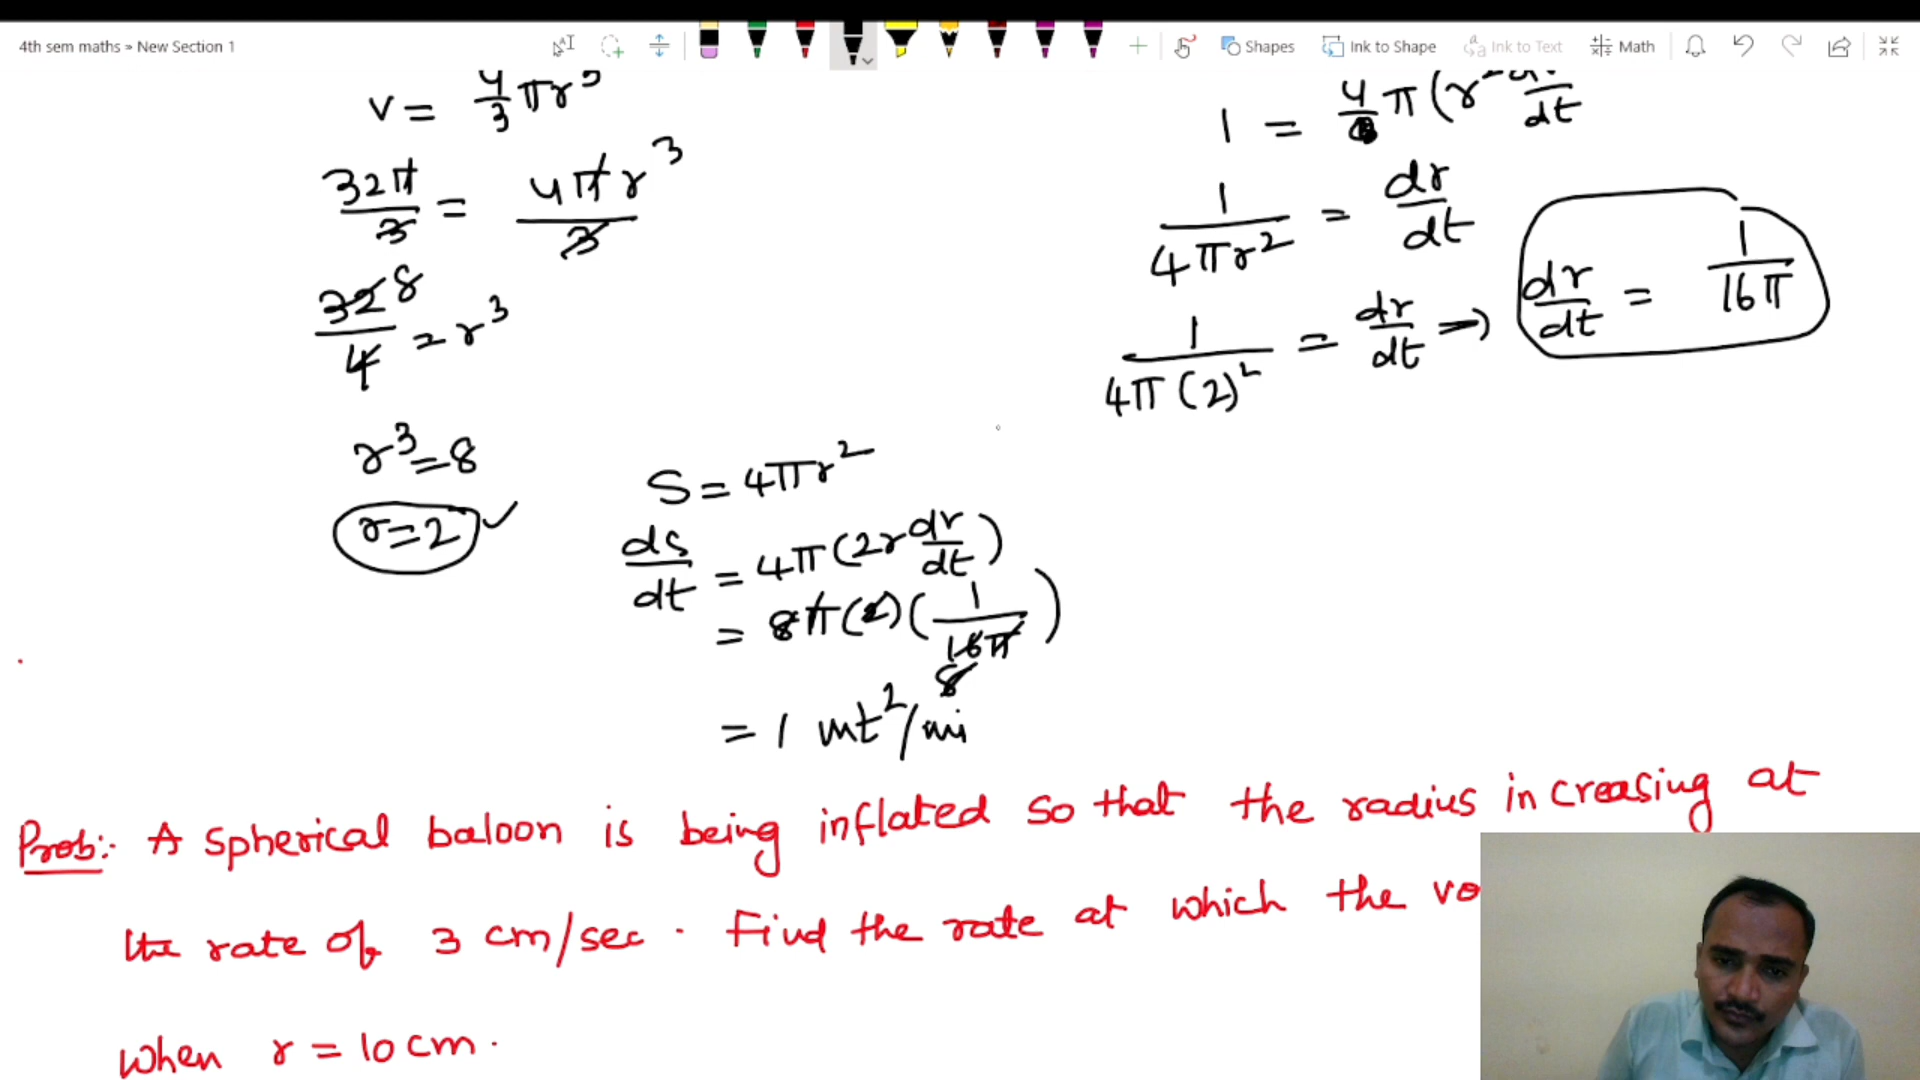 4th sem maths » New Section 1
Shapes Ink to Shape Ink to Text Math
V = 4/3 πr³
32π/3 = 4πr³/3
32/4 8 = r³
r³ = 8
r = 2 ✓
1 = 4/ π(r² dr/dt
1/4πr² = dr/dt
1/4π(2)² = dr/dt ⇒ dr/dt = 1/16π
S = 4πr²
ds/dt = 4π(2r dr/dt)
= 8π(2)(1/16π) 8
= 1 mt²/mi
Prob:- A spherical baloon is being inflated so that the radius increasing at
the rate of 3 cm/sec. Find the rate at which the vo
when r = 10 cm.